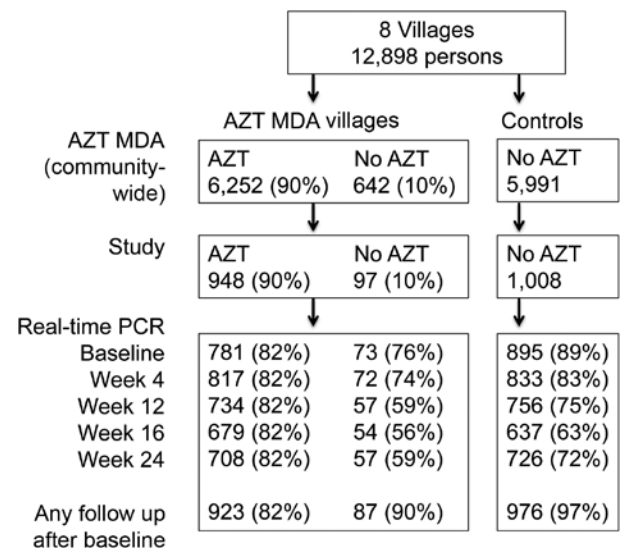 8 Villages
12,898 persons
AZT MDA villages Controls
AZT MDA
(community-
wide)
AZT No AZT No AZT
6,252 (90%) 642 (10%) 5,991
Study
AZT No AZT No AZT
948 (90%) 97 (10%) 1,008
Real-time PCR
Baseline 781 (82%) 73 (76%) 895 (89%)
Week 4 817 (82%) 72 (74%) 833 (83%)
Week 12 734 (82%) 57 (59%) 756 (75%)
Week 16 679 (82%) 54 (56%) 637 (63%)
Week 24 708 (82%) 57 (59%) 726 (72%)
Any follow up 923 (82%) 87 (90%) 976 (97%)
after baseline